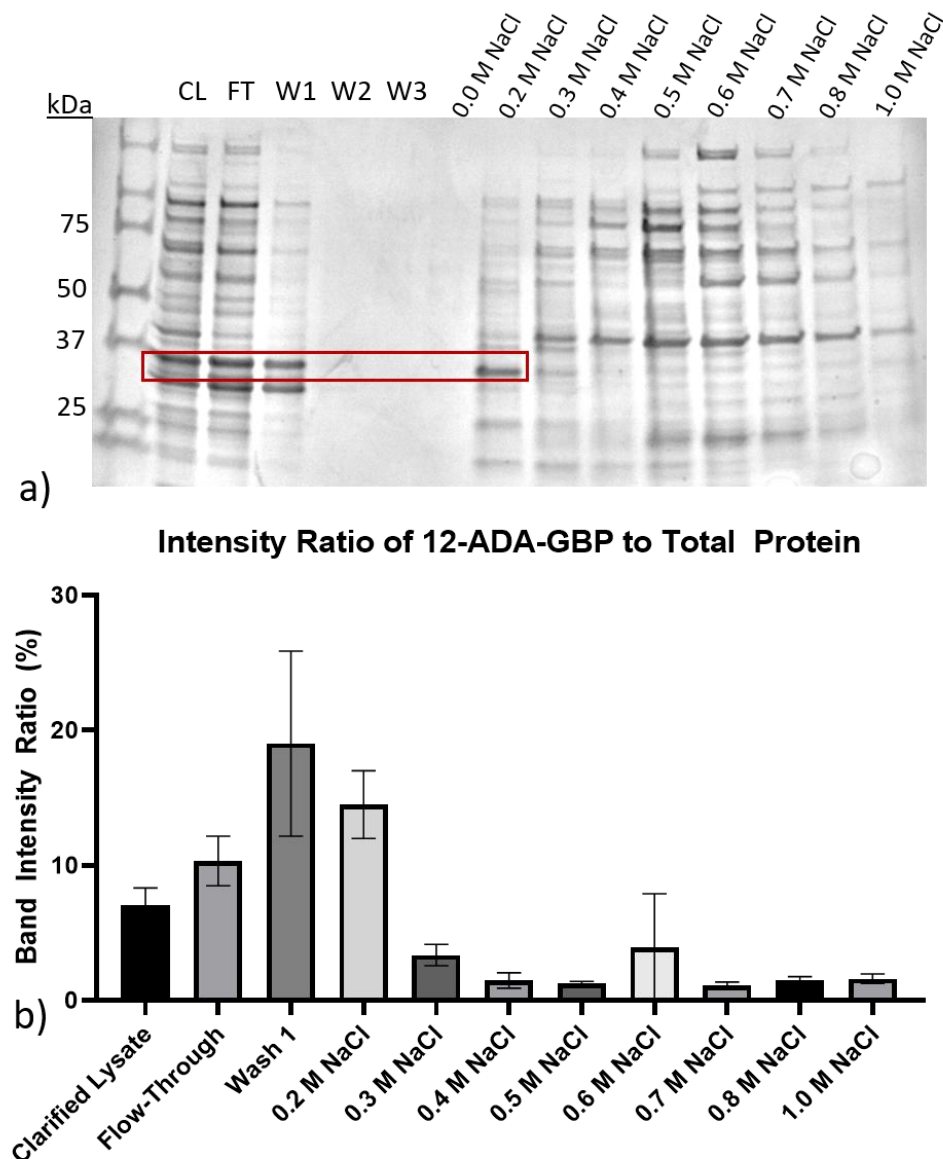 kDa CL FT W1 W2 W3 0.0 M NaCl 0.2 M NaCl 0.3 M NaCl 0.4 M NaCl 0.5 M NaCl 0.6 M NaCl 0.7 M NaCl 0.8 M NaCl 1.0 M NaCl
75
50
37
25
a)
Intensity Ratio of 12-ADA-GBP to Total Protein
Band Intensity Ratio (%)
30
20
10
0
b)
Clarified Lysate Flow-Through Wash 1 0.2 M NaCl 0.3 M NaCl 0.4 M NaCl 0.5 M NaCl 0.6 M NaCl 0.7 M NaCl 0.8 M NaCl 1.0 M NaCl